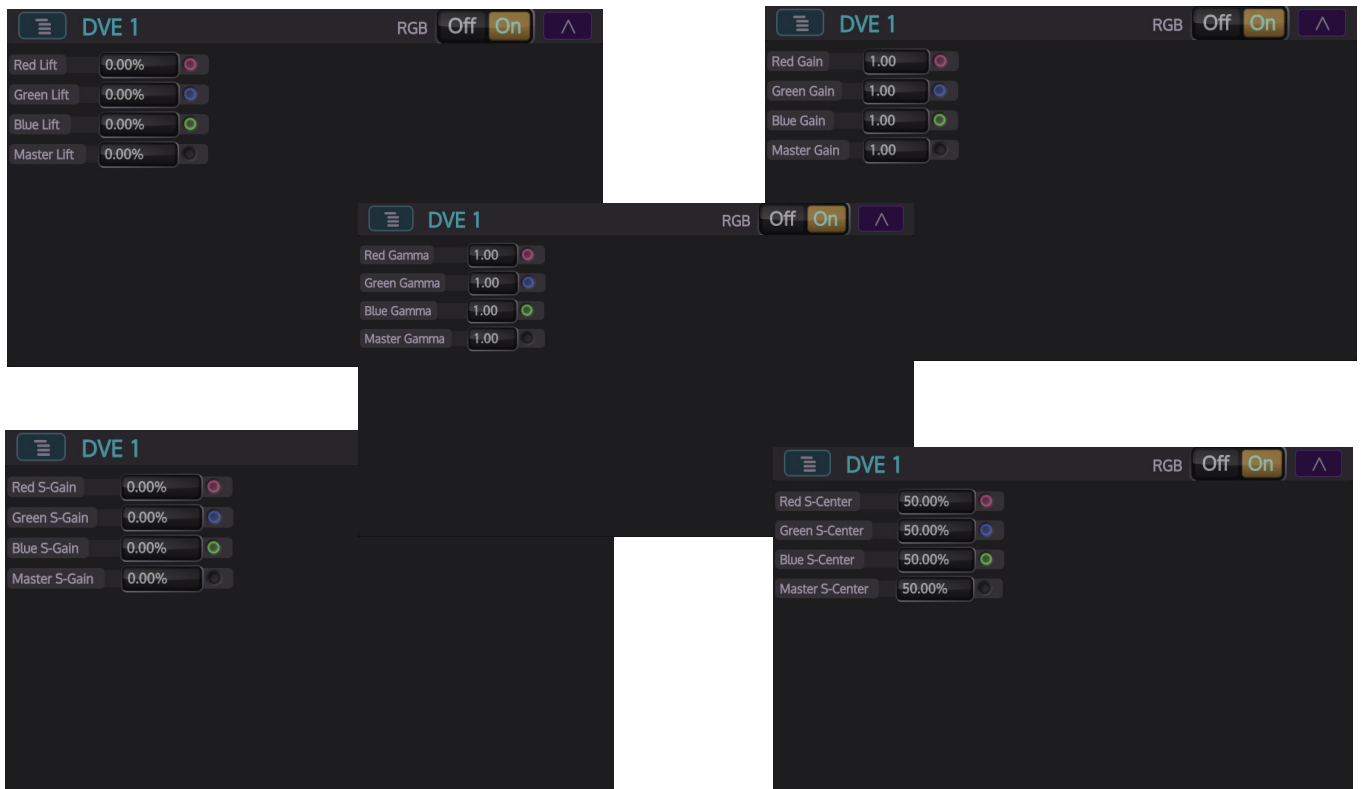 DVE 1 RGB Off On
Red Lift 0.00%
Green Lift 0.00%
Blue Lift 0.00%
Master Lift 0.00%
DVE 1 RGB Off On
Red Gain 1.00
Green Gain 1.00
Blue Gain 1.00
Master Gain 1.00
DVE 1 RGB Off On
Red Gamma 1.00
Green Gamma 1.00
Blue Gamma 1.00
Master Gamma 1.00
DVE 1
Red S-Gain 0.00%
Green S-Gain 0.00%
Blue S-Gain 0.00%
Master S-Gain 0.00%
DVE 1 RGB Off On
Red S-Center 50.00%
Green S-Center 50.00%
Blue S-Center 50.00%
Master S-Center 50.00%